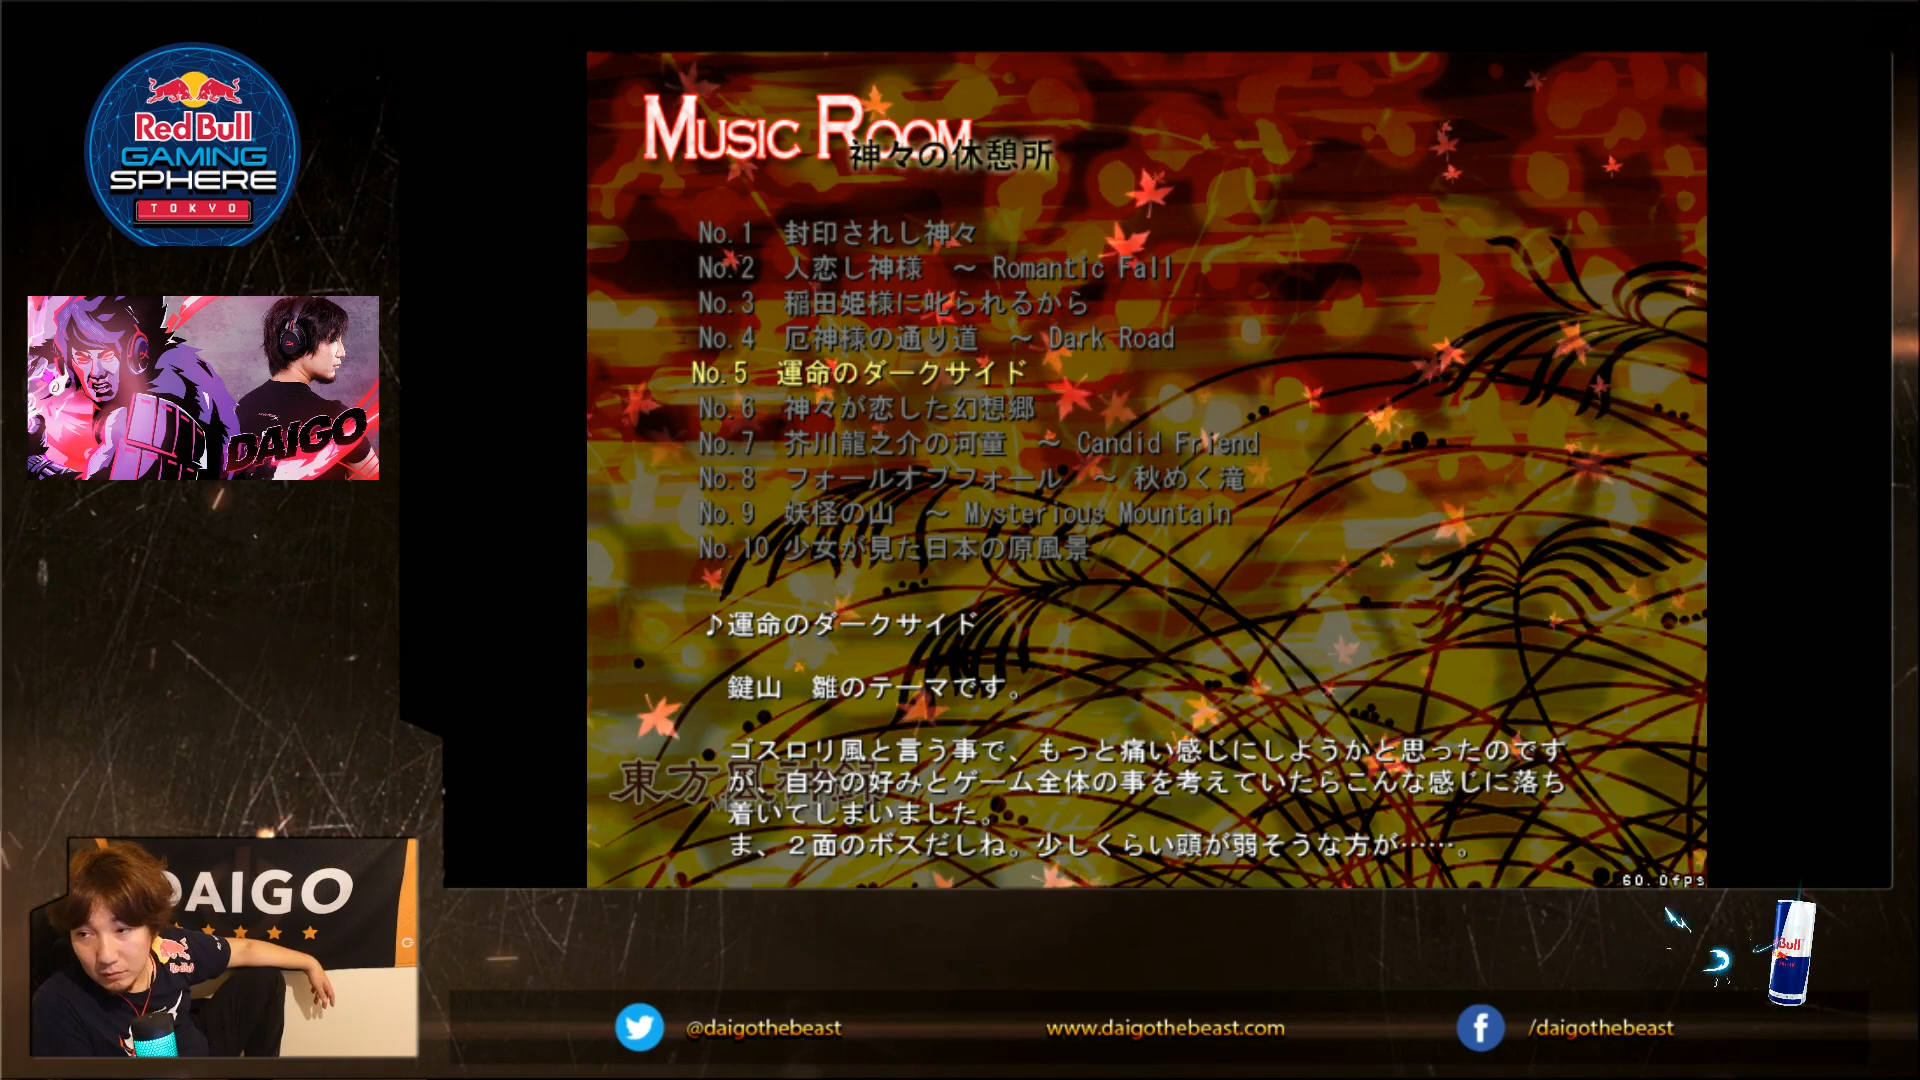 Red Bull
GAMING
SPHERE
TOKYO
DAIGO
MUSIC ROOM
神々の休憩所
No.1 封印されし神々
No.2 人恋し神様 ～ Romantic Fall
No.3 稲田姫様に叱られるから
No.4 厄神様の通り道 ～ Dark Road
No.5 運命のダークサイド
No.6 神々が恋した幻想郷
No.7 芥川龍之介の河童 ～ Candid Friend
No.8 フォールオブフォール ～ 秋めく滝
No.9 妖怪の山 ～ Mysterious Mountain
No.10 少女が見た日本の原風景
♪運命のダークサイド
鍵山 雛のテーマです。
ゴスロリ風と言う事で、もっと痛い感じにしようかと思ったのです
が、自分の好みとゲーム全体の事を考えていたらこんな感じに落ち
着いてしまいました。
ま、２面のボスだしね。少しくらい頭が弱そうな方が……。
東方風神録
60.0fps
DAIGO
Red Bull
Bull
@daigothebeast
www.daigothebeast.com
/daigothebeast